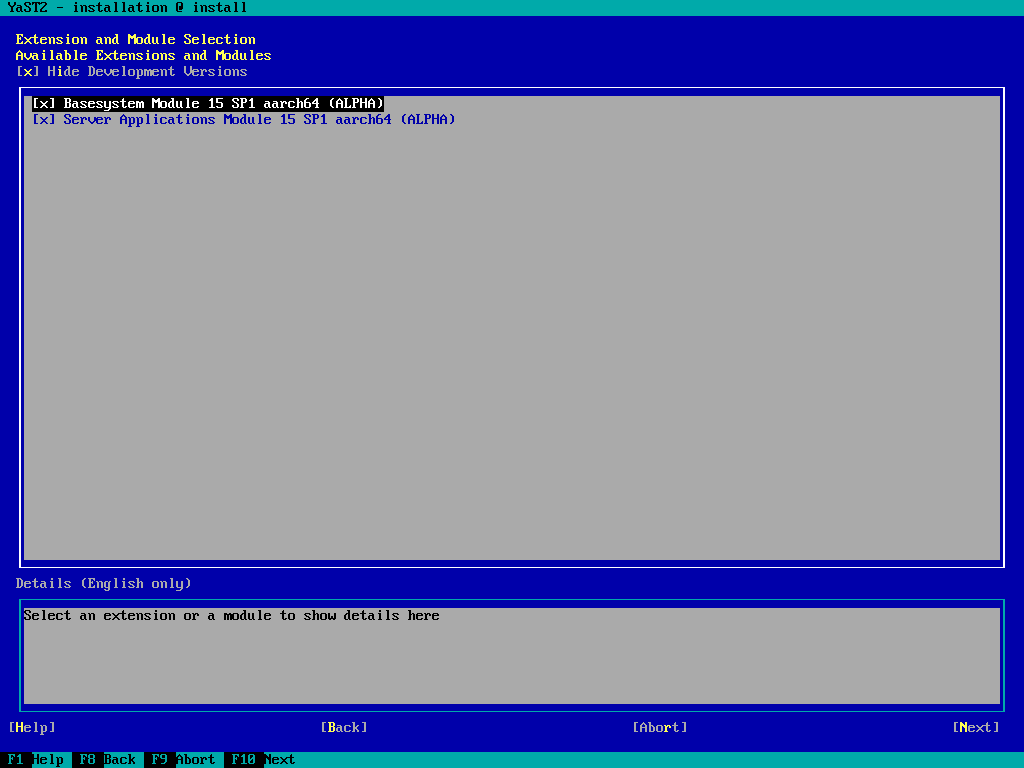 YaST2 - installation @ install
Extension and Module Selection
Available Extensions and Modules
[x] Hide Development Versions
[x] Basesystem Module 15 SP1 aarch64 (ALPHA)
[x] Server Applications Module 15 SP1 aarch64 (ALPHA)
Details (English only)
Select an extension or a module to show details here
[Help] [Back] [Abort] [Next]
F1 Help F8 Back F9 Abort F10 Next